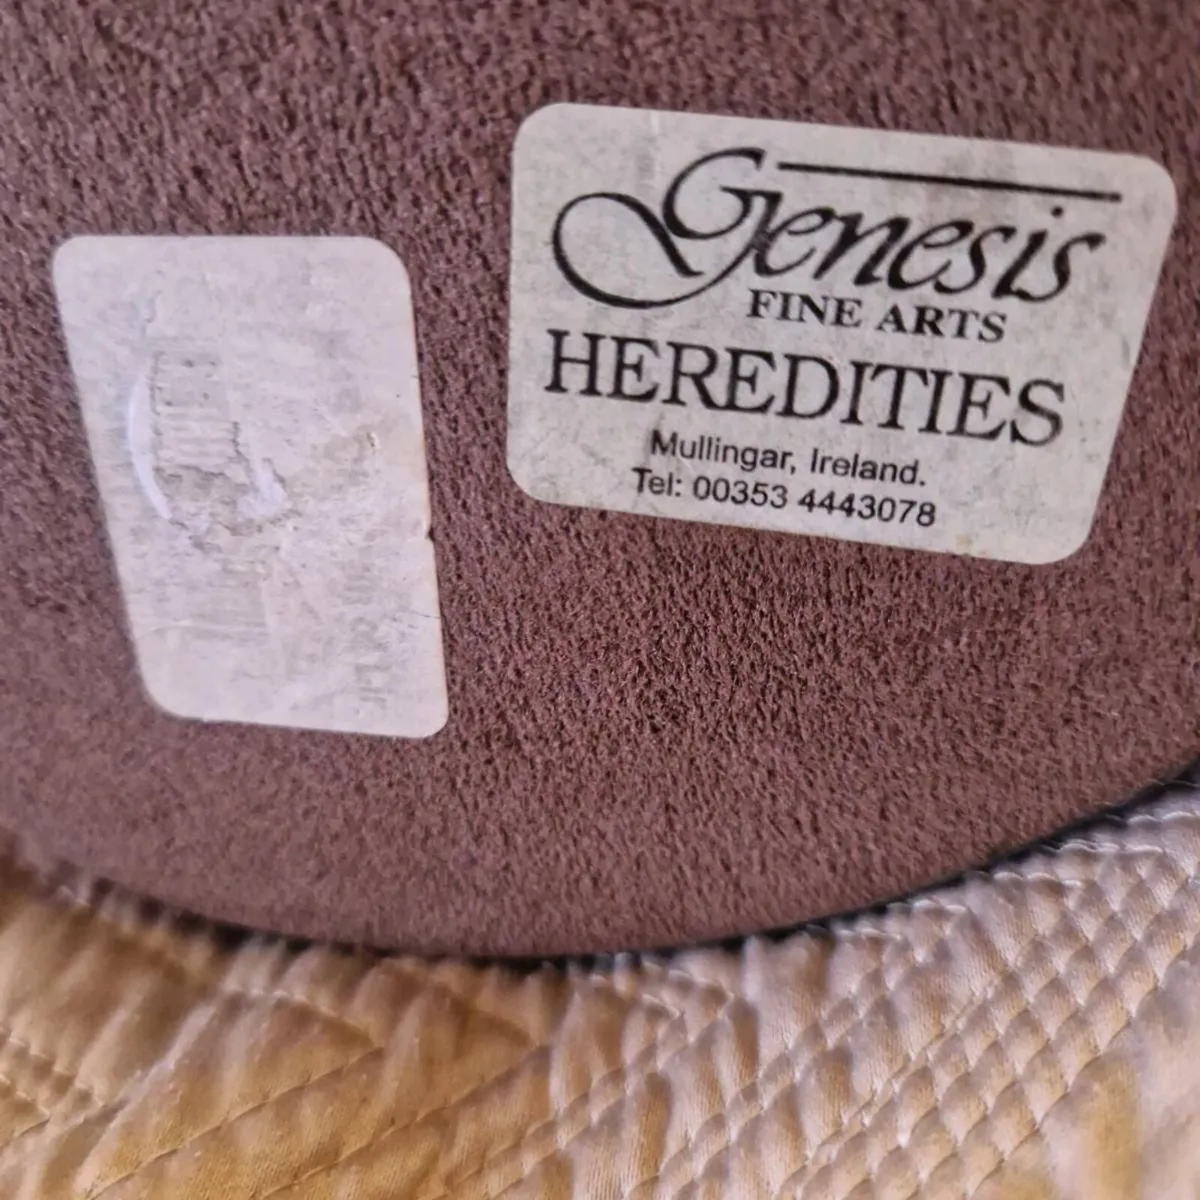 Genesis
FINE ARTS
HEREDITIES
Mullingar, Ireland.
Tel: 00353 4443078